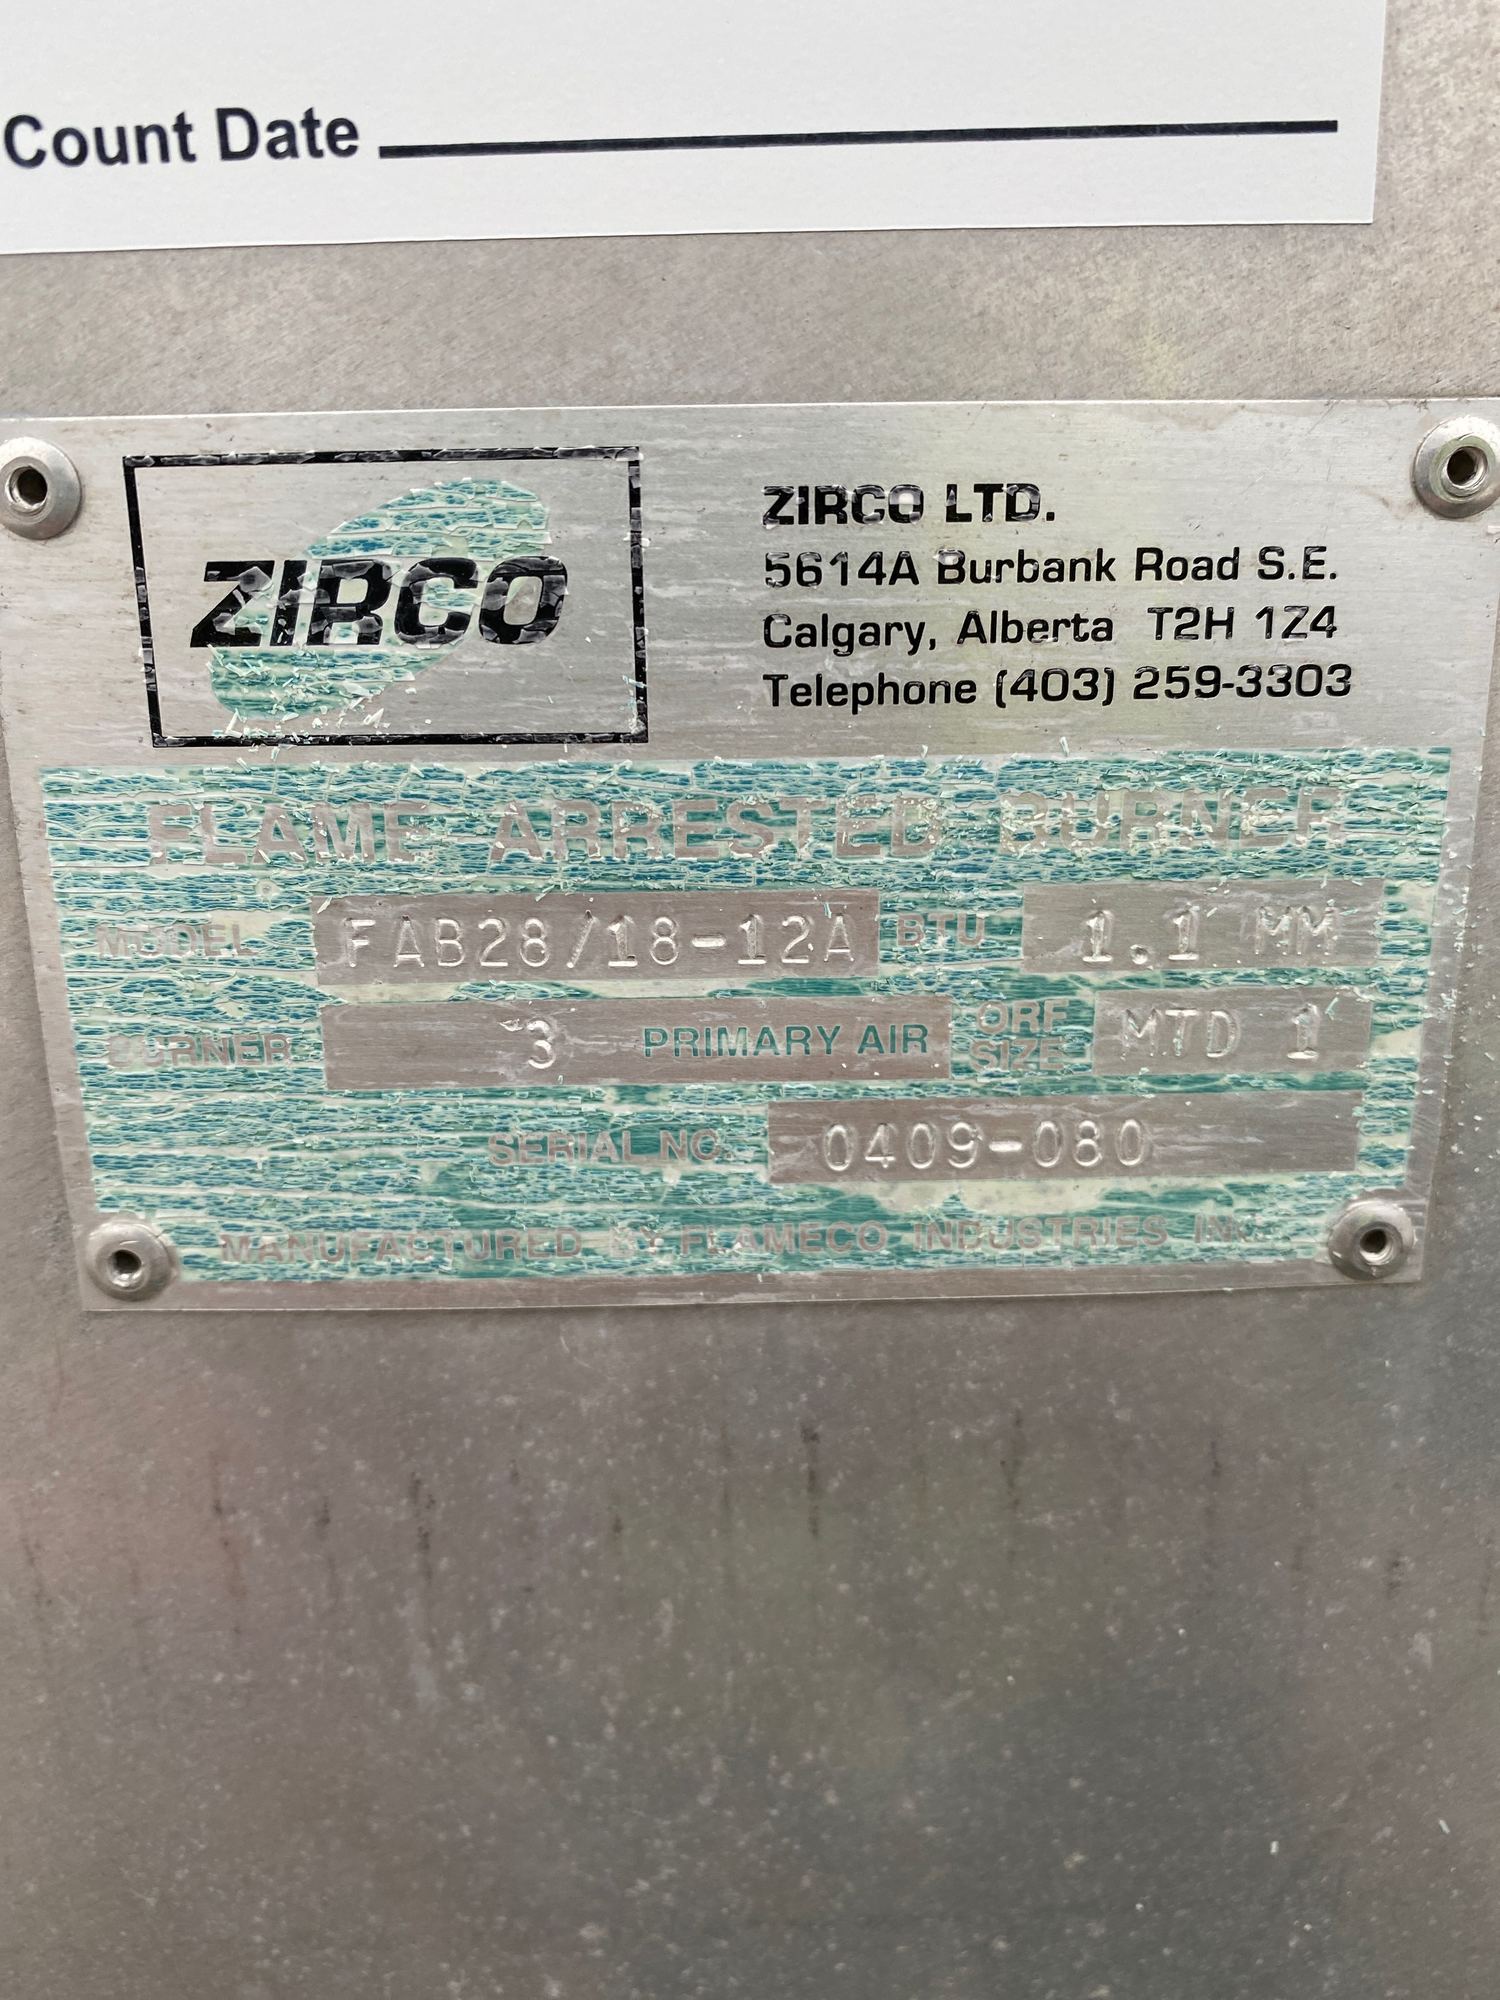 Count Date
ZIRCO
ZIRCO LTD.
5614A Burbank Road S.E.
Calgary, Alberta T2H 1Z4
Telephone (403) 259-3303
FLAME ARRESTED BURNER
MODEL FAB28/18-12A BTU 1.1 MM
BURNER 3 PRIMARY AIR ORF SIZE MTD 1
SERIAL NO. 0409-080
MANUFACTURED BY FLAMECO INDUSTRIES INC.